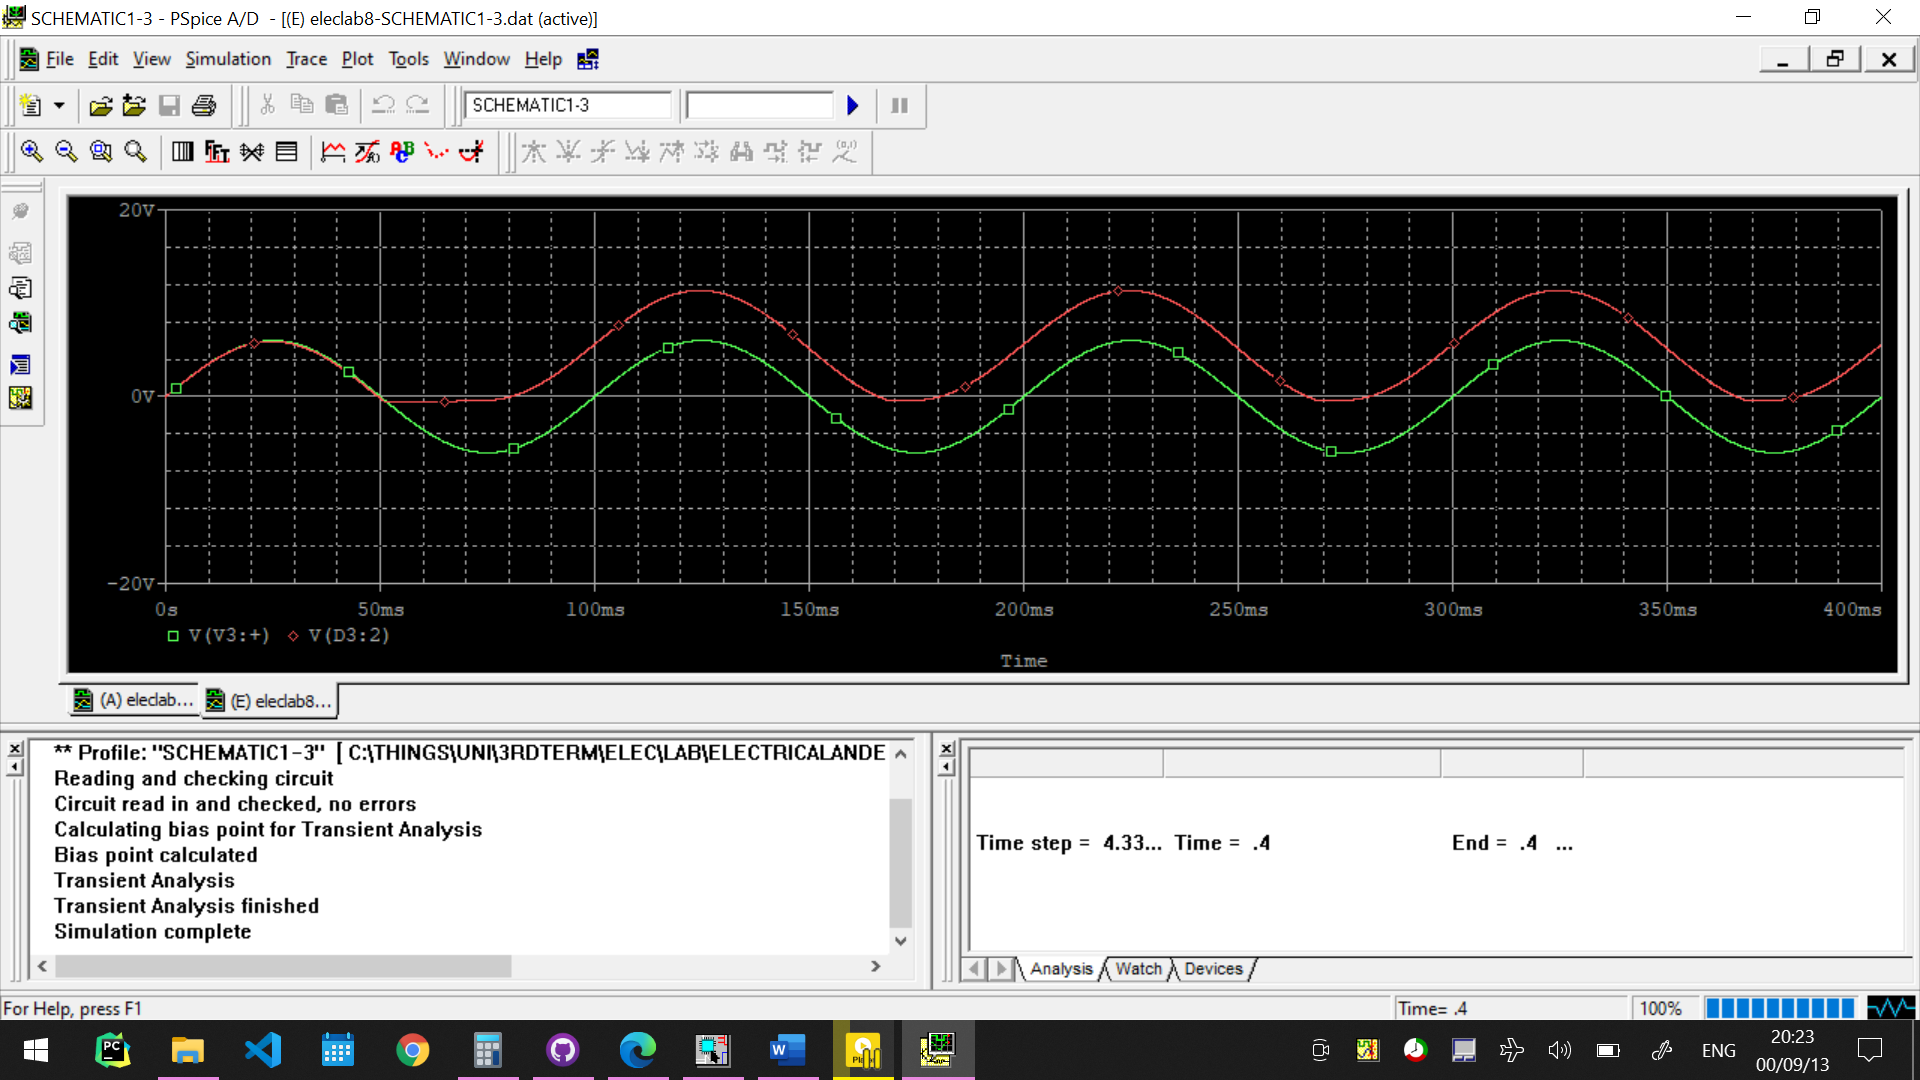 SCHEMATIC1-3 - PSpice A/D - [(E) eleclab8-SCHEMATIC1-3.dat (active)]
File Edit View Simulation Trace Plot Tools Window Help
SCHEMATIC1-3
20V
0V
-20V
0s 50ms 100ms 150ms 200ms 250ms 300ms 350ms 400ms
V(V3:+) V(D3:2)
Time
(A) eleclab... (E) eleclab8...
** Profile: "SCHEMATIC1-3" [ C:\THINGS\UNI\3RDTERM\ELEC\LAB\ELECTRICALANDE
Reading and checking circuit
Circuit read in and checked, no errors
Calculating bias point for Transient Analysis
Bias point calculated
Transient Analysis
Transient Analysis finished
Simulation complete
Time step = 4.33... Time = .4 End = .4 ...
Analysis Watch Devices
For Help, press F1
Time= .4 100%
ENG
20:23
00/09/13